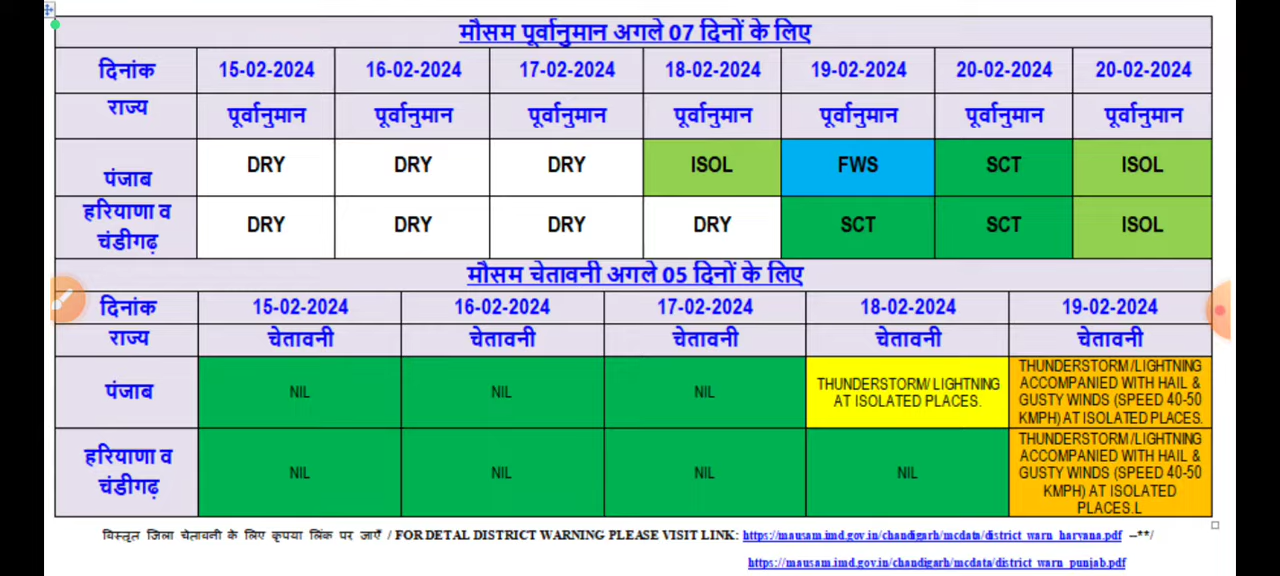 मौसम पूर्वानुमान अगले 07 दिनों के लिए
दिनांक 15-02-2024 16-02-2024 17-02-2024 18-02-2024 19-02-2024 20-02-2024 20-02-2024
राज्य पूर्वानुमान पूर्वानुमान पूर्वानुमान पूर्वानुमान पूर्वानुमान पूर्वानुमान पूर्वानुमान
पंजाब DRY DRY DRY ISOL FWS SCT ISOL
हरियाणा व
चंडीगढ़ DRY DRY DRY DRY SCT SCT ISOL
मौसम चेतावनी अगले 05 दिनों के लिए
दिनांक 15-02-2024 16-02-2024 17-02-2024 18-02-2024 19-02-2024
राज्य चेतावनी चेतावनी चेतावनी चेतावनी चेतावनी
पंजाब NIL NIL NIL
THUNDERSTORM/ LIGHTNING
AT ISOLATED PLACES.
THUNDERSTORM/LIGHTNING
ACCOMPANIED WITH HAIL &
GUSTY WINDS (SPEED 40-50
KMPH) AT ISOLATED PLACES.
हरियाणा व
चंडीगढ़ NIL NIL NIL NIL
THUNDERSTORM/LIGHTNING
ACCOMPANIED WITH HAIL &
GUSTY WINDS (SPEED 40-50
KMPH) AT ISOLATED
PLACES.L
विस्तृत जिला चेतावनी के लिए कृपया लिंक पर जाएँ / FOR DETAL DISTRICT WARNING PLEASE VISIT LINK: https://mausam.imd.gov.in/chandigarh/mcdata/district_warn_harvana.pdf --**/
https://mausam.imd.gov.in/chandigarh/mcdata/district_warn_punjab.pdf